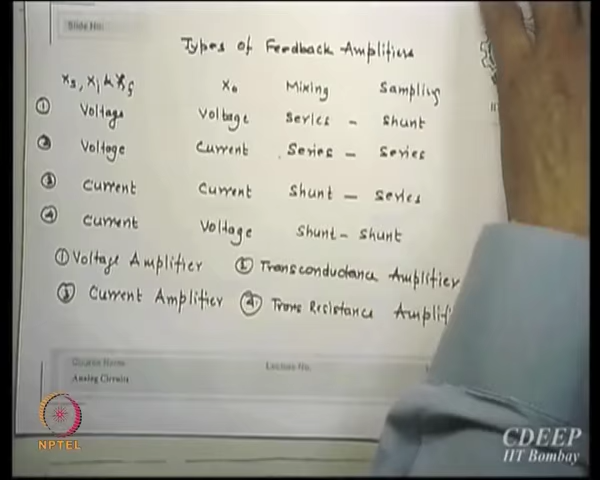 Slide No:
Types of Feedback Amplifiers
xs, xi & xf xo Mixing Sampling
① Voltage Voltage Series - Shunt
② Voltage Current Series - Series
③ Current Current Shunt - Series
④ Current Voltage Shunt - Shunt
① Voltage Amplifier ② Transconductance Amplifier
③ Current Amplifier ④ Trans Resistance Amplif
Course Name Lecture No.
Analog Circuits
NPTEL
CDEEP
IIT Bombay